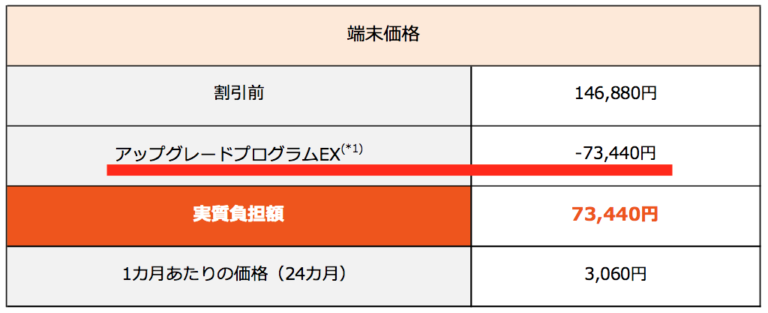 端末価格
割引前 146,880円
アップグレードプログラムEX(*1) -73,440円
実質負担額 73,440円
1カ月あたりの価格（24カ月） 3,060円